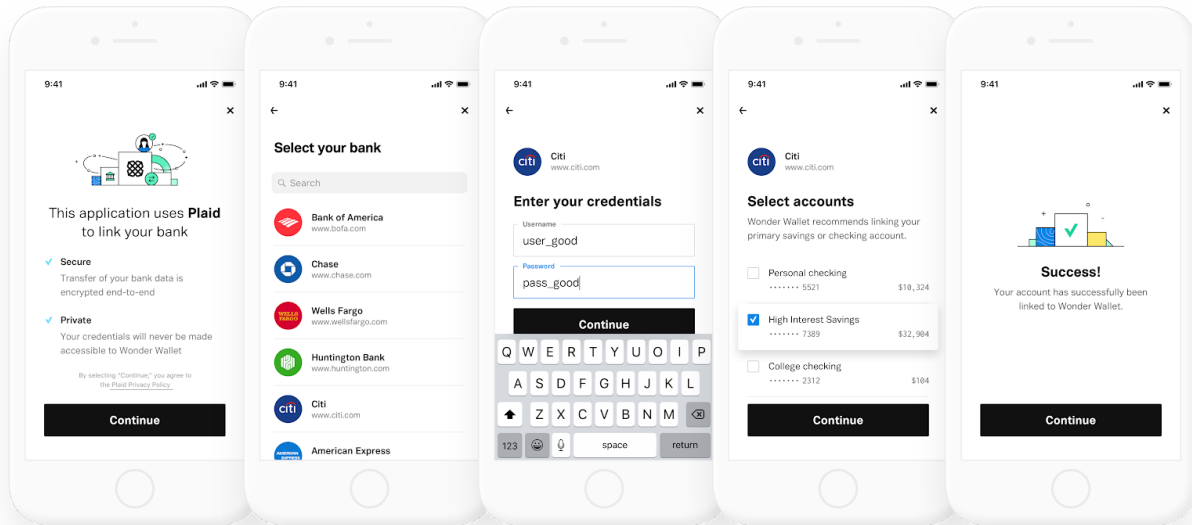 9:41
This application uses Plaid
to link your bank
Secure
Transfer of your bank data is
encrypted end-to-end
Private
Your credentials will never be made
accessible to Wonder Wallet
By selecting “Continue,” you agree to
the Plaid Privacy Policy
Continue
9:41
Select your bank
Search
Bank of America
www.bofa.com
Chase
www.chase.com
WELLS
FARGO
Wells Fargo
www.wellsfargo.com
Huntington Bank
www.huntington.com
citi
Citi
www.citi.com
AMERICAN
EXPRESS
American Express
9:41
citi
Citi
www.citi.com
Enter your credentials
Username
user_good
Password
pass_good
Continue
Q W E R T Y U O I P
A S D F G H J K L
Z X C V B N M
123 space return
9:41
citi
Citi
www.citi.com
Select accounts
Wonder Wallet recommends linking your
primary savings or checking account.
Personal checking
······· 5521 $10,324
High Interest Savings
······· 7389 $32,904
College checking
······· 2312 $104
Continue
9:41
Success!
Your account has successfully been
linked to Wonder Wallet.
Continue